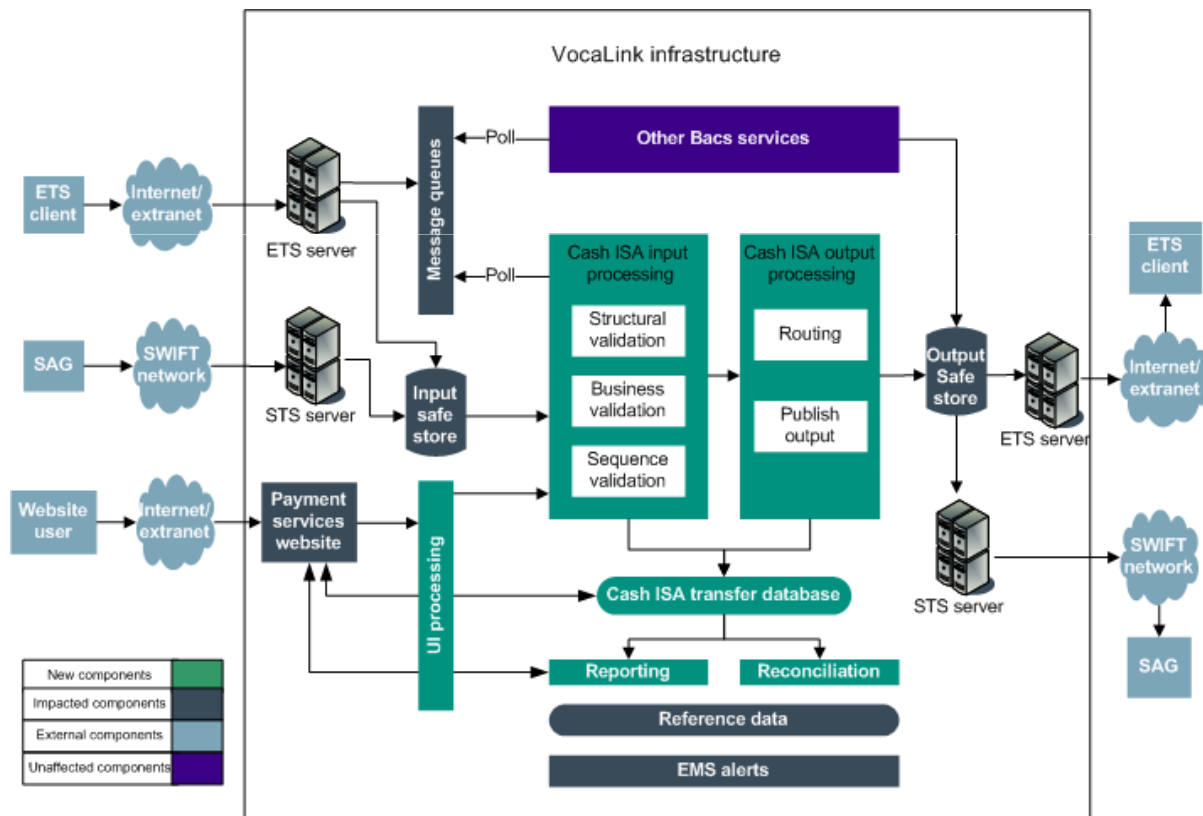 VocaLink infrastructure
Other Bacs services
Poll
Message queues
ETS
client
Internet/
extranet
ETS server
Poll
Cash ISA input
processing
Structural
validation
Business
validation
Sequence
validation
Cash ISA output
processing
Routing
Publish
output
ETS
client
Internet/
extranet
SAG
SWIFT
network
STS server
Input
safe
store
Output
Safe
store
ETS server
Website
user
Internet/
extranet
Payment
services
website
UI processing
STS server
SWIFT
network
SAG
Cash ISA transfer database
Reporting
Reconciliation
Reference data
EMS alerts
New components
Impacted components
External components
Unaffected components